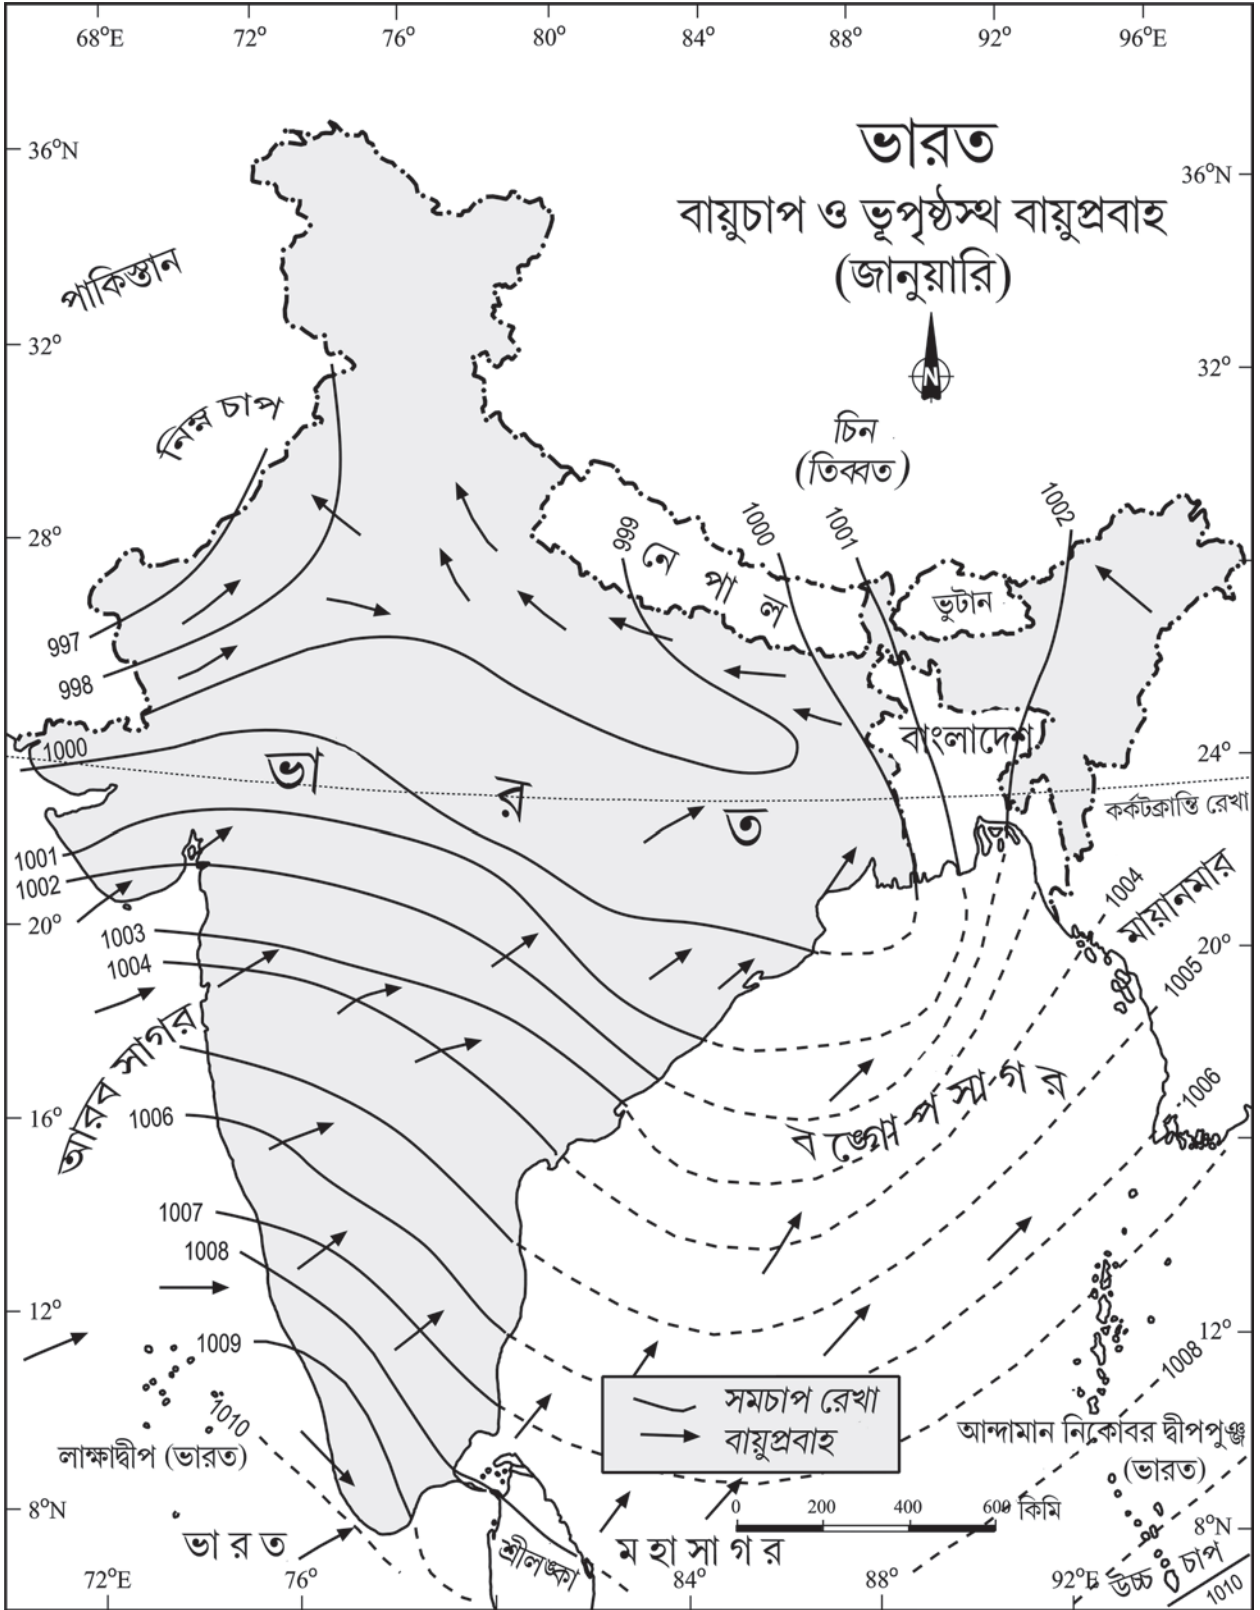 68°E 72° 76° 80° 84° 88° 92° 96°E
ভারত
বায়ুচাপ ও ভূপৃষ্ঠস্থ বায়ুপ্রবাহ
(জানুয়ারি)
N
36°N
36°N
পাকিস্তান
32°
32°
নিম্ন চাপ
চিন
(তিব্বত)
28°
999
1000
1001
1002
নেপাল
ভুটান
997
998
বাংলাদেশ
1000
24°
ভারত
কর্কটক্রান্তি রেখা
1001
1002
1003
1004
20°
20°
1004
মায়ানমার
1005
1006
আরব সাগর
বঙ্গোপসাগর
16°
1006
1007
1008
1009
1010
12°
12°
1008
সমচাপ রেখা
বায়ুপ্রবাহ
লাক্ষাদ্বীপ (ভারত)
আন্দামান নিকোবর দ্বীপপুঞ্জ
(ভারত)
0 200 400 600 কিমি
8°N
8°N
ভারত মহাসাগর
শ্রীলঙ্কা
উচ্চ চাপ
1010
72°E 76° 84° 88° 92°E